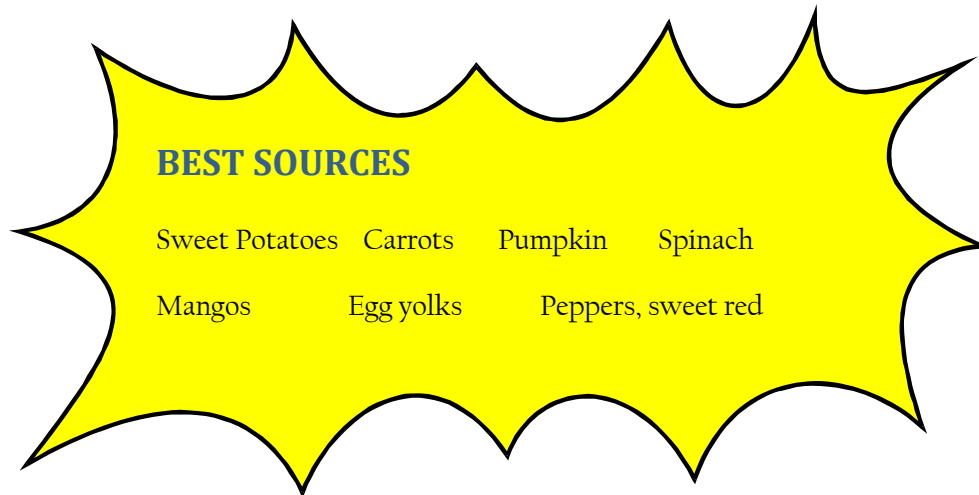 BEST SOURCES
Sweet Potatoes Carrots Pumpkin Spinach
Mangos Egg yolks Peppers, sweet red